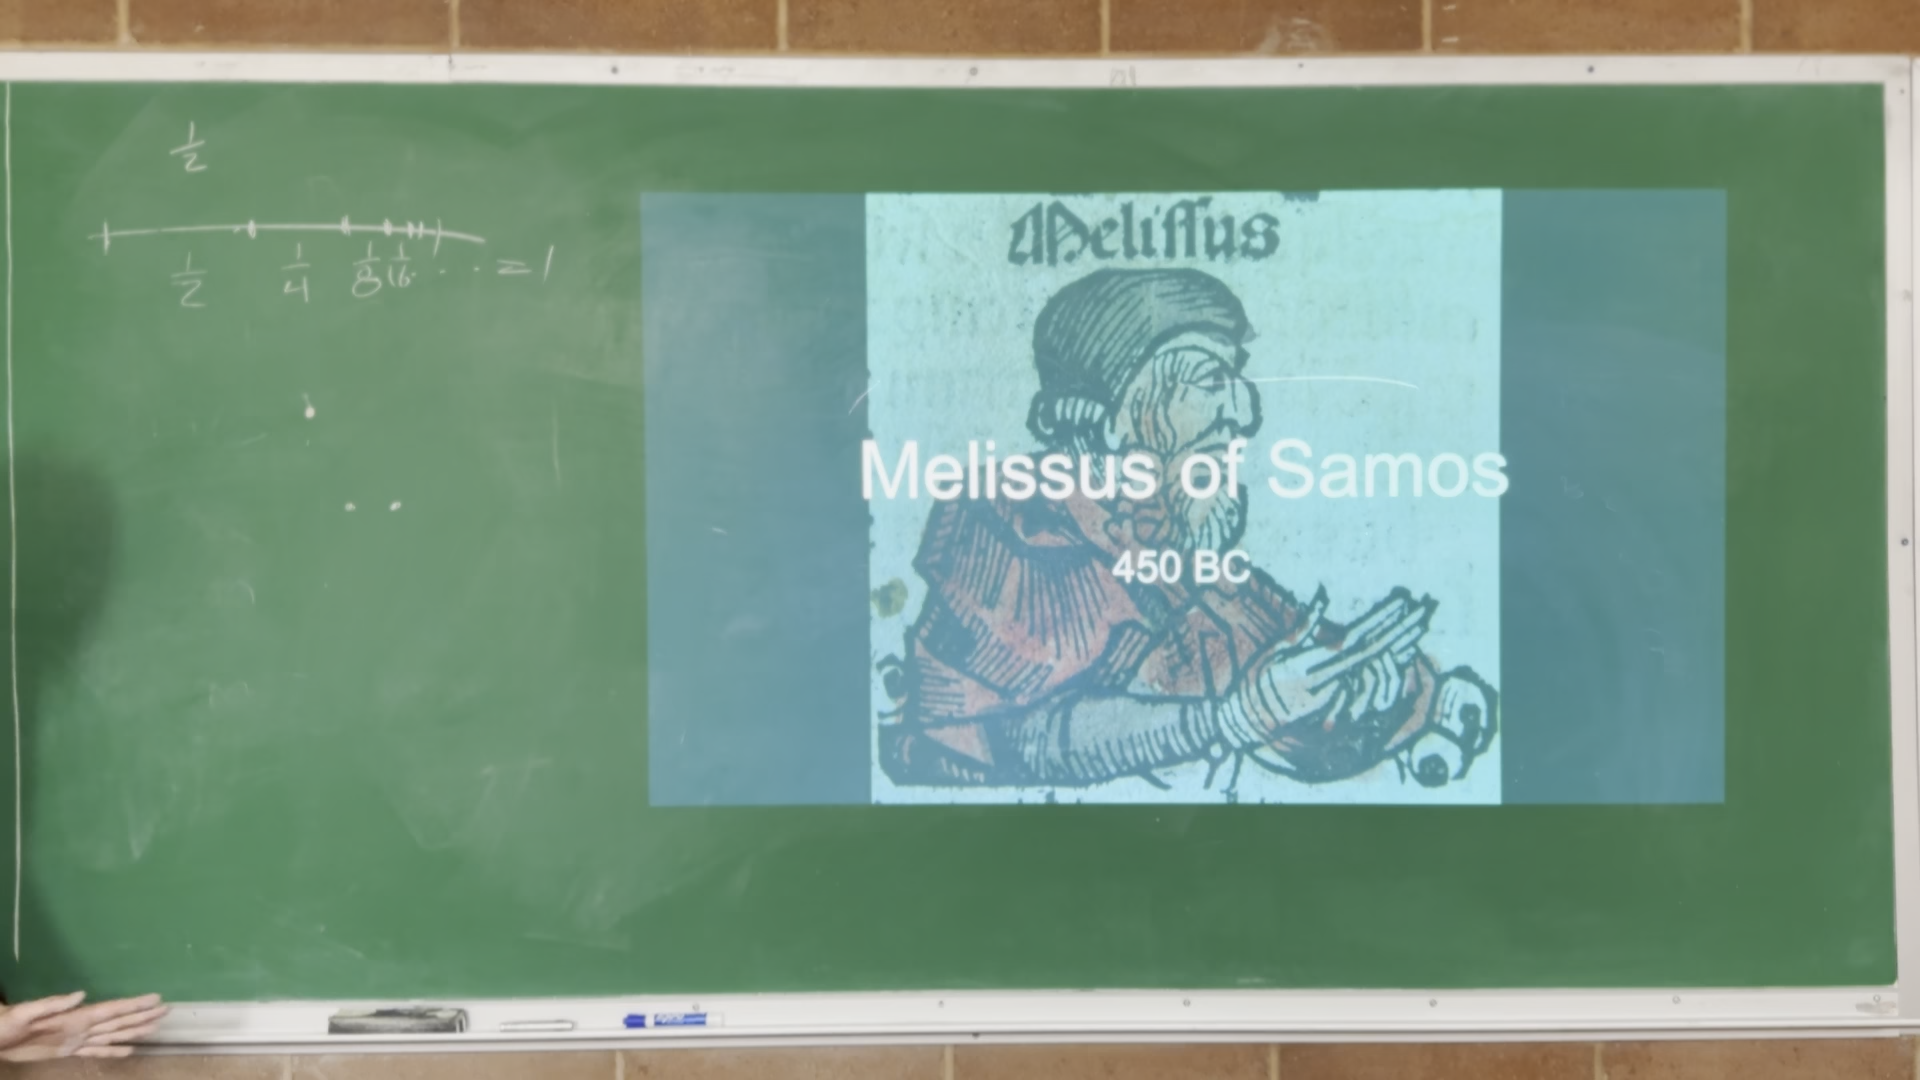 1/2
1/2 1/4 1/8 1/16 . . . = 1
Meliſſus
Melissus of Samos
450 BC